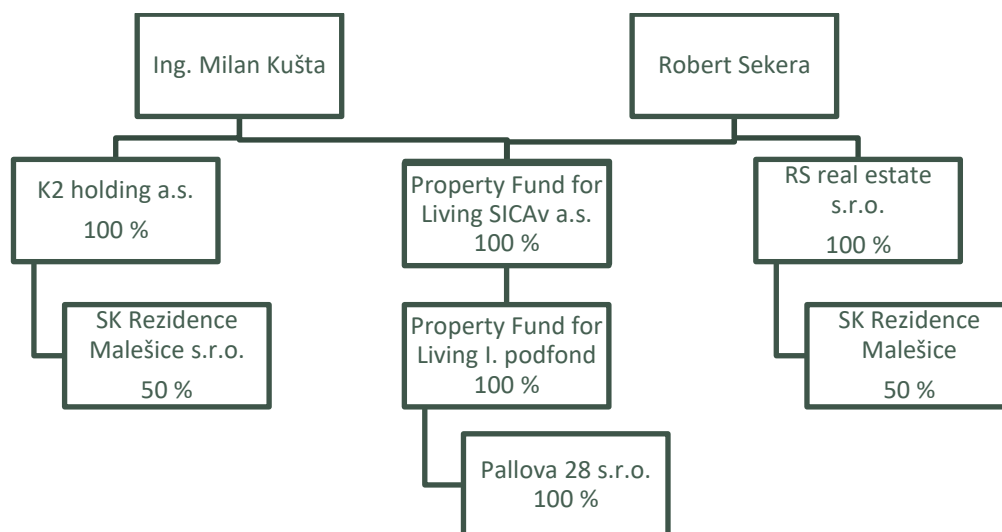 Ing. Milan Kušta
Robert Sekera
K2 holding a.s.
100 %
Property Fund for
Living SICAv a.s.
100 %
RS real estate
s.r.o.
100 %
SK Rezidence
Malešice s.r.o.
50 %
Property Fund for
Living I. podfond
100 %
SK Rezidence
Malešice
50 %
Pallova 28 s.r.o.
100 %